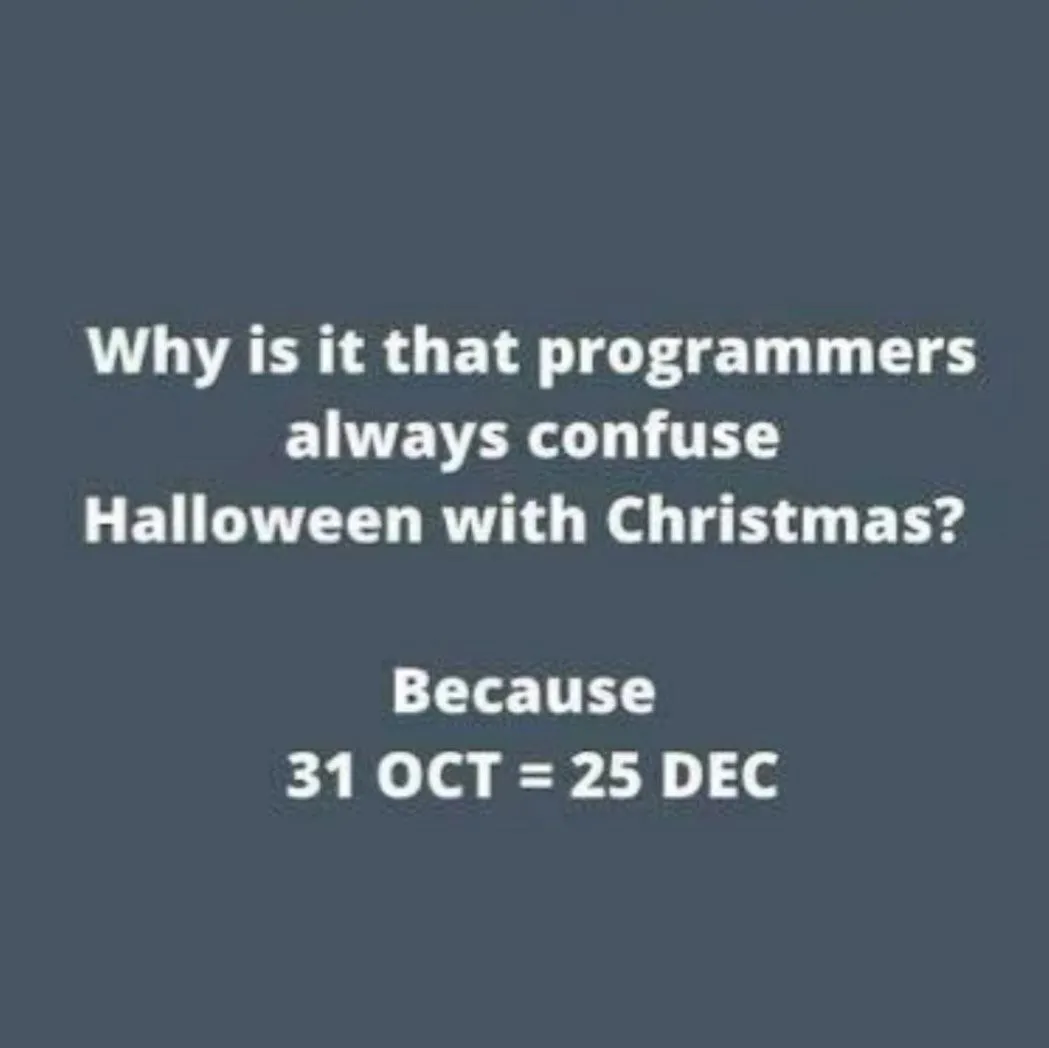 Why is it that programmers
always confuse
Halloween with Christmas?
Because
31 OCT = 25 DEC